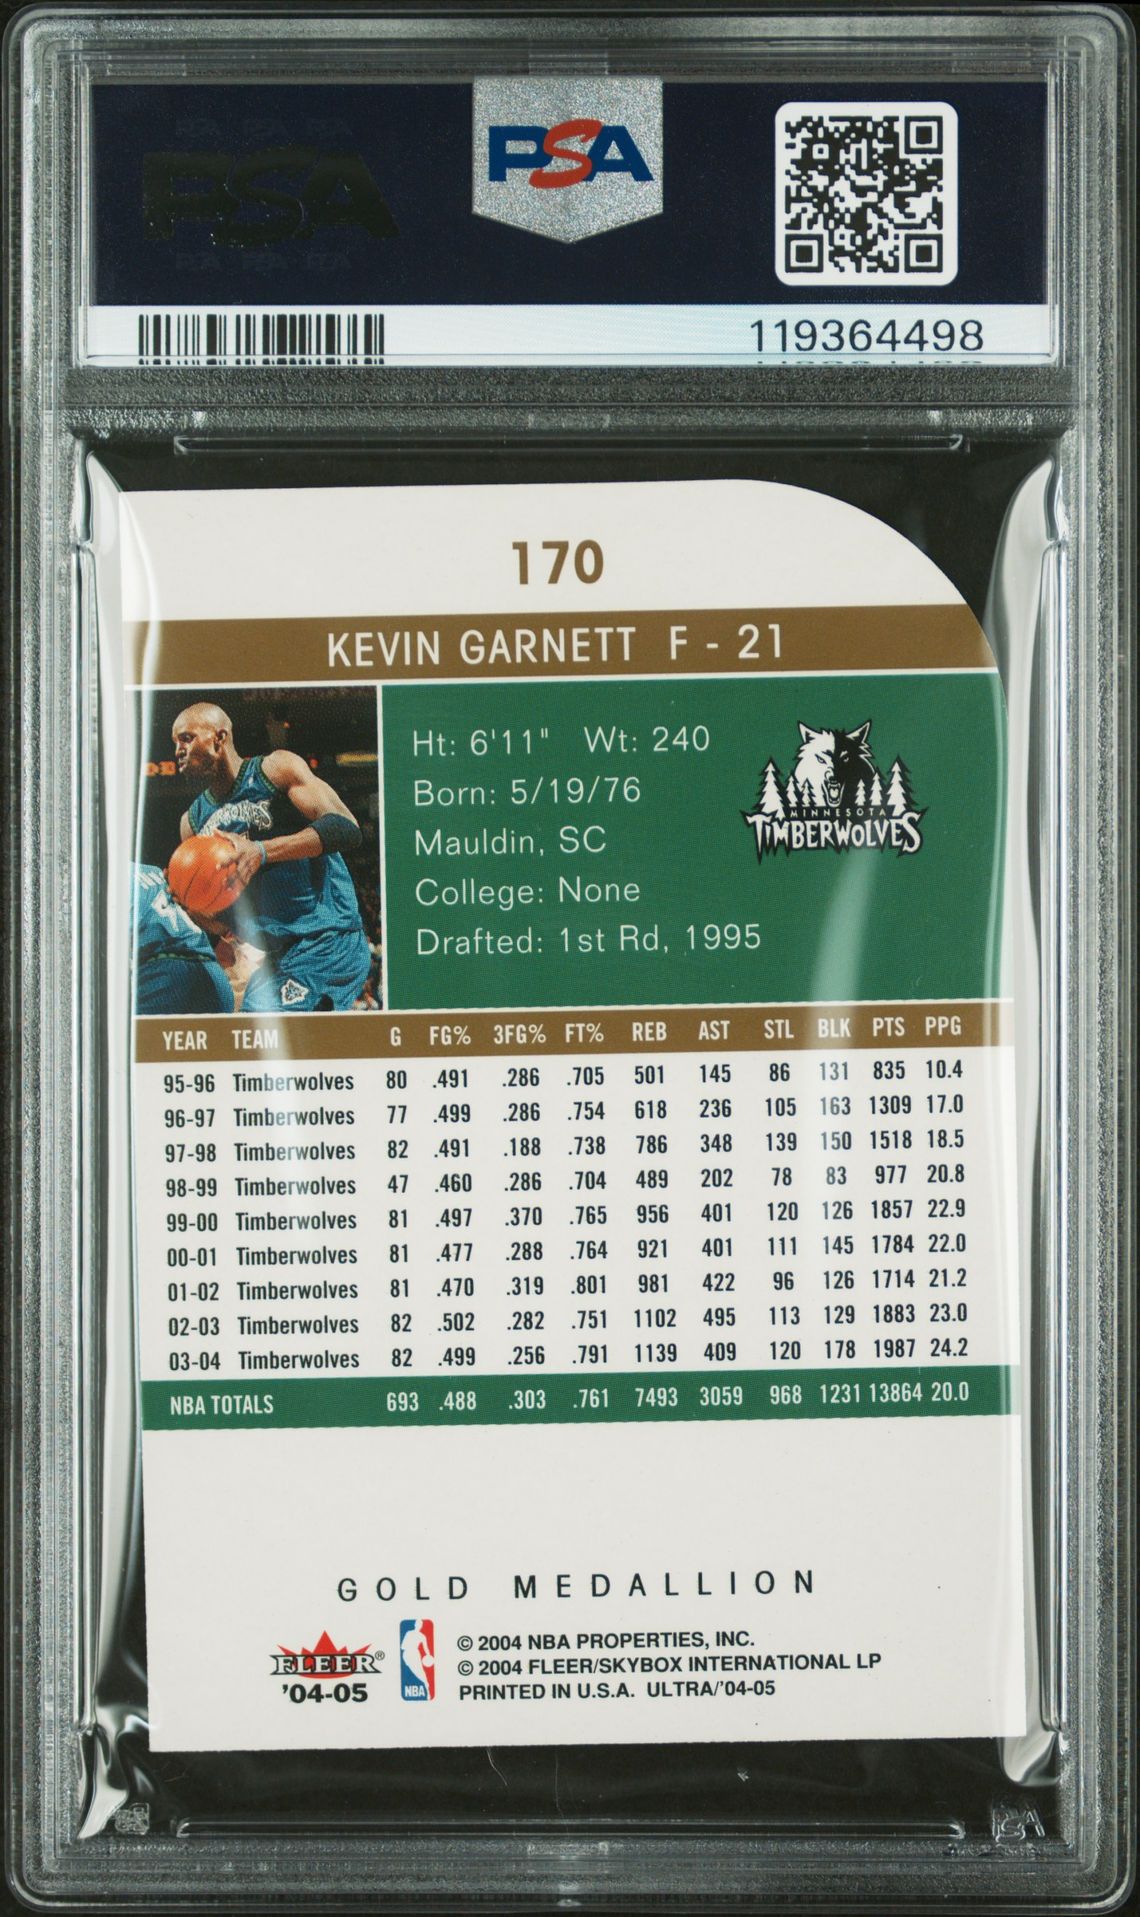 PSA
PSA
119364498
170
KEVIN GARNETT F - 21
Ht: 6'11" Wt: 240
Born: 5/19/76
Mauldin, SC
College: None
Drafted: 1st Rd, 1995
MINNESOTA
TIMBERWOLVES
YEAR TEAM G FG% 3FG% FT% REB AST STL BLK PTS PPG
95-96 Timberwolves 80 .491 .286 .705 501 145 86 131 835 10.4
96-97 Timberwolves 77 .499 .286 .754 618 236 105 163 1309 17.0
97-98 Timberwolves 82 .491 .188 .738 786 348 139 150 1518 18.5
98-99 Timberwolves 47 .460 .286 .704 489 202 78 83 977 20.8
99-00 Timberwolves 81 .497 .370 .765 956 401 120 126 1857 22.9
00-01 Timberwolves 81 .477 .288 .764 921 401 111 145 1784 22.0
01-02 Timberwolves 81 .470 .319 .801 981 422 96 126 1714 21.2
02-03 Timberwolves 82 .502 .282 .751 1102 495 113 129 1883 23.0
03-04 Timberwolves 82 .499 .256 .791 1139 409 120 178 1987 24.2
NBA TOTALS 693 .488 .303 .761 7493 3059 968 1231 13864 20.0
GOLD MEDALLION
FLEER®
'04-05
NBA
© 2004 NBA PROPERTIES, INC.
© 2004 FLEER/SKYBOX INTERNATIONAL LP
PRINTED IN U.S.A. ULTRA/'04-05
PSA